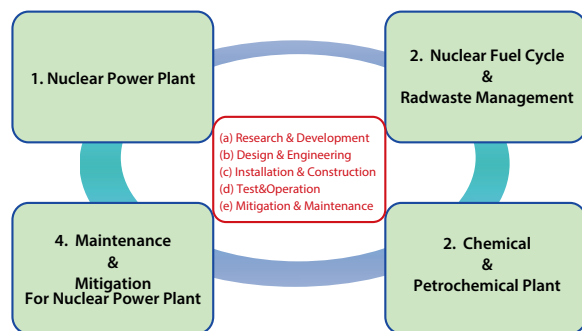 1. Nuclear Power Plant
2. Nuclear Fuel Cycle
&
Radwaste Management
(a) Research & Development
(b) Design & Engineering
(c) Installation & Construction
(d) Test&Operation
(e) Mitigation & Maintenance
4. Maintenance
&
Mitigation
For Nuclear Power Plant
2. Chemical
&
Petrochemical Plant